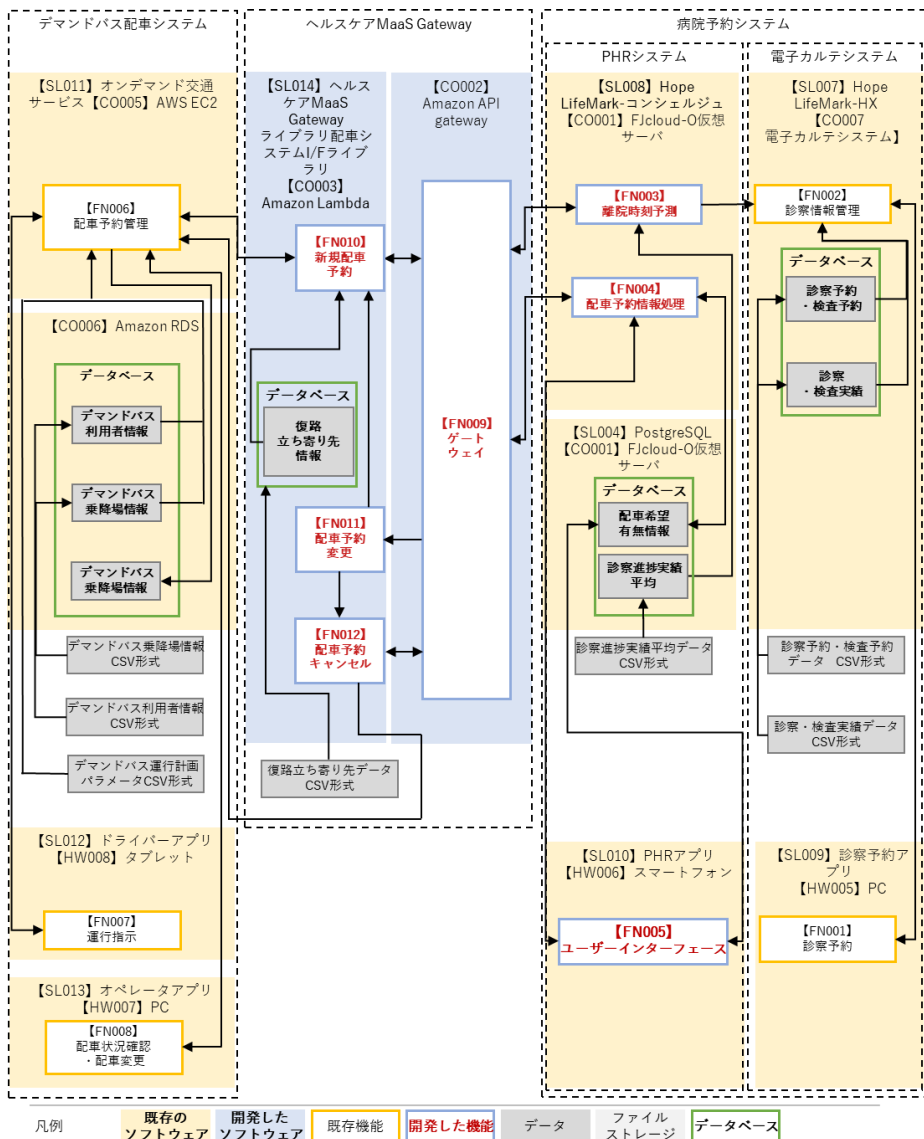 デマンドバス配車システム
【SL011】オンデマンド交通
サービス【CO005】AWS EC2
【FN006】
配車予約管理
【CO006】Amazon RDS
データベース
デマンドバス
利用者情報
デマンドバス
乗降場情報
デマンドバス
乗降場情報
デマンドバス乗降場情報
CSV形式
デマンドバス利用者情報
CSV形式
デマンドバス運行計画
パラメータCSV形式
【SL012】ドライバーアプリ
【HW008】タブレット
【FN007】
運行指示
【SL013】オペレータアプリ
【HW007】PC
【FN008】
配車状況確認
・配車変更
ヘルスケアMaaS Gateway
【SL014】ヘルス
ケアMaaS
Gateway
ライブラリ配車シ
ステムI/Fライブ
ラリ
【CO003】
Amazon Lambda
【FN010】
新規配車
予約
データベース
復路
立ち寄り先
情報
【FN011】
配車予約
変更
【FN012】
配車予約
キャンセル
復路立ち寄り先データ
CSV形式
【CO002】
Amazon API
gateway
【FN009】
ゲート
ウェイ
病院予約システム
PHRシステム
【SL008】Hope
LifeMark-コンシェルジュ
【CO001】FJcloud-O仮想
サーバ
【FN003】
離院時刻予測
【FN004】
配車予約情報処理
【SL004】PostgreSQL
【CO001】FJcloud-O仮想
サーバ
データベース
配車希望
有無情報
診察進捗実績
平均
診察進捗実績平均データ
CSV形式
【SL010】PHRアプリ
【HW006】スマートフォン
【FN005】
ユーザーインターフェース
電子カルテシステム
【SL007】Hope
LifeMark-HX
【CO007
電子カルテシステム】
【FN002】
診察情報管理
データベース
診察予約
・検査予約
診察
・検査実績
診察予約・検査予約
データ CSV形式
診察・検査実績データ
CSV形式
【SL009】診察予約ア
プリ
【HW005】PC
【FN001】
診察予約
凡例
既存の
ソフトウェア
開発した
ソフトウェア
既存機能
開発した機能
データ
ファイル
ストレージ
データベース